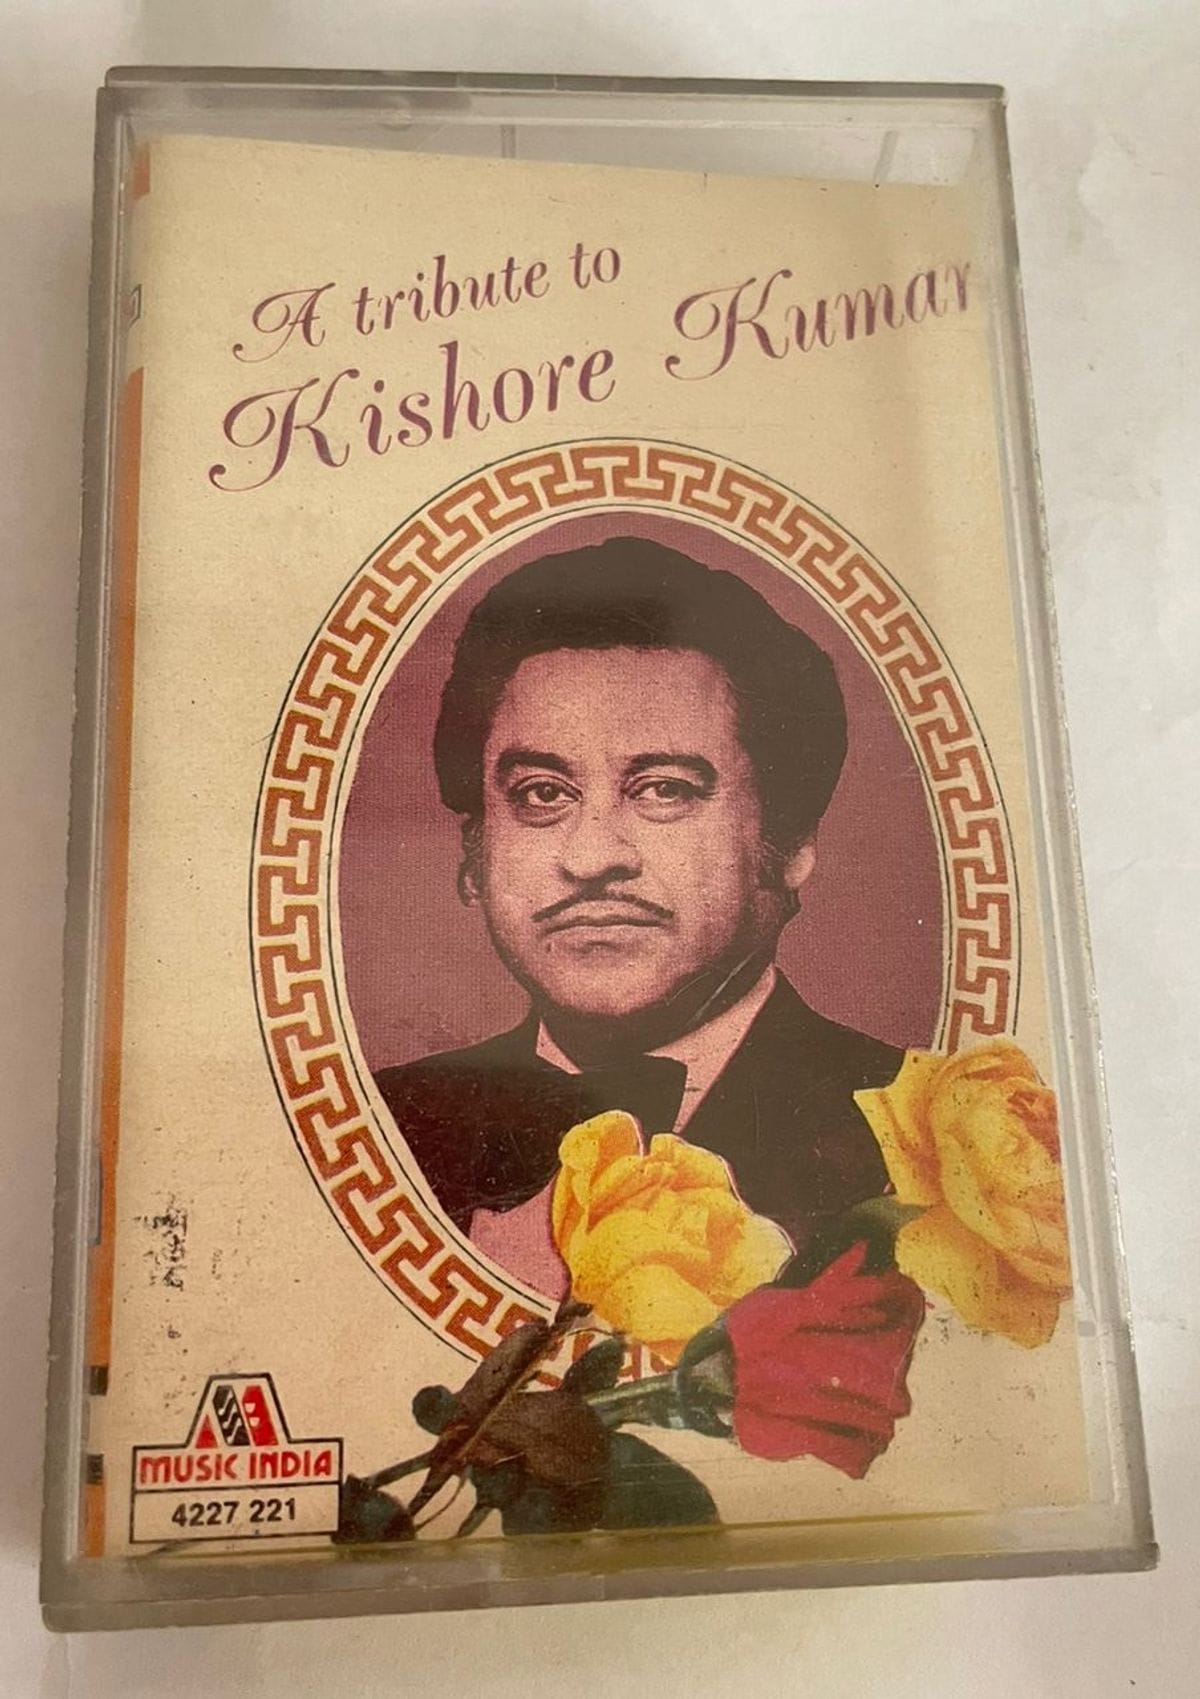 A tribute to
Kishore Kumar
MUSIC INDIA
4227 221